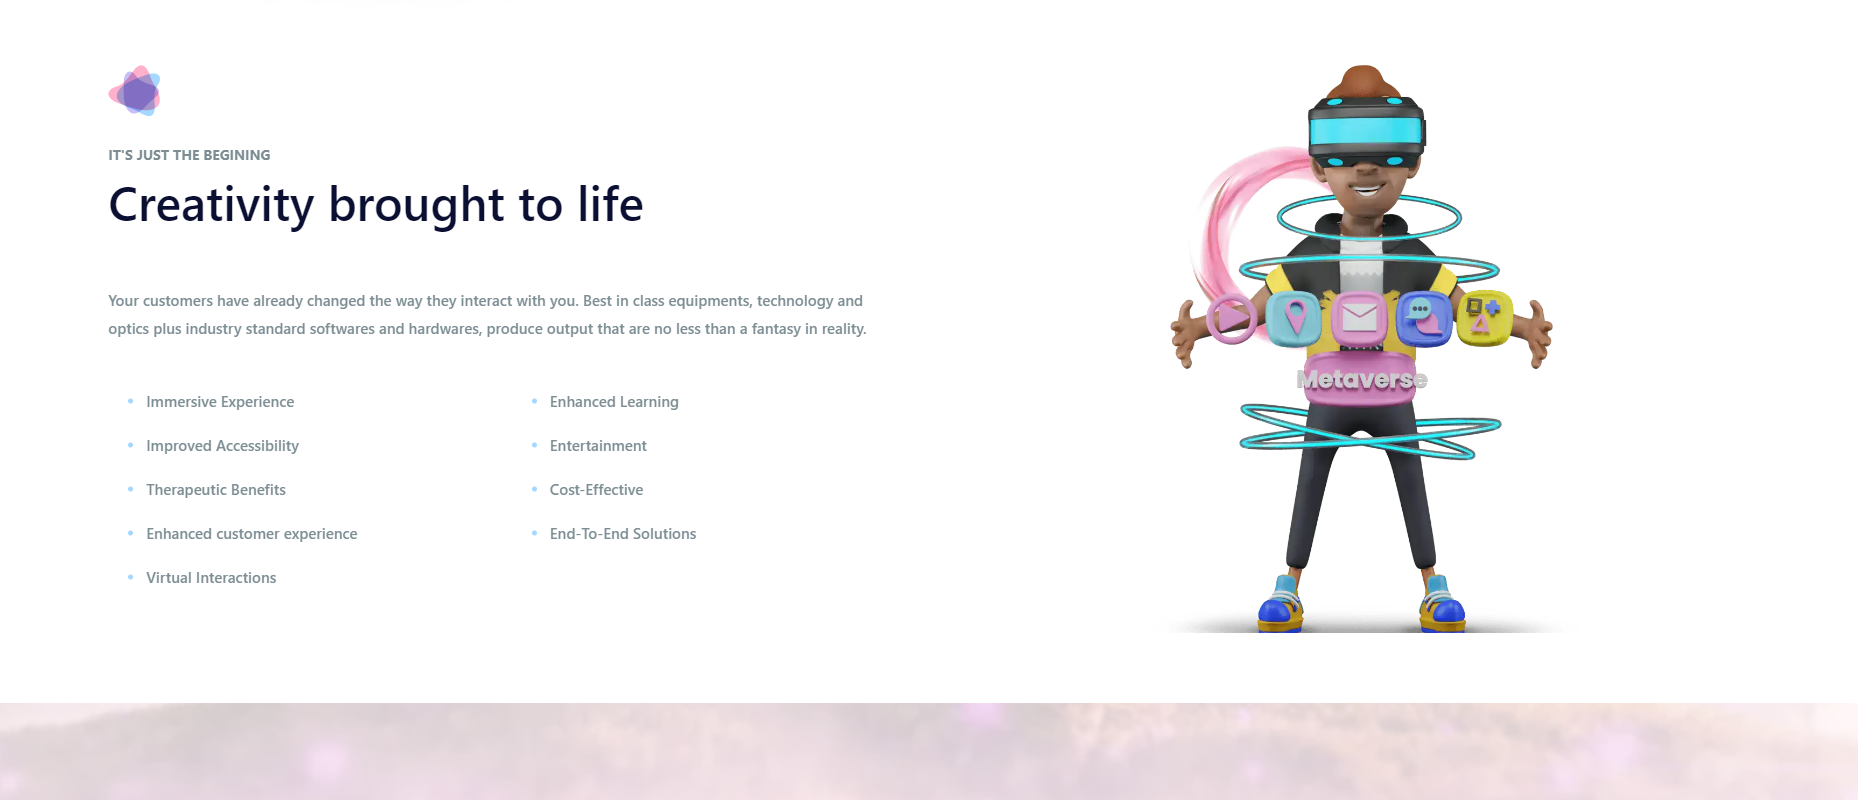 IT'S JUST THE BEGINING
Creativity brought to life
Your customers have already changed the way they interact with you. Best in class equipments, technology and
optics plus industry standard softwares and hardwares, produce output that are no less than a fantasy in reality.
Immersive Experience
Improved Accessibility
Therapeutic Benefits
Enhanced customer experience
Virtual Interactions
Enhanced Learning
Entertainment
Cost-Effective
End-To-End Solutions
Metaverse